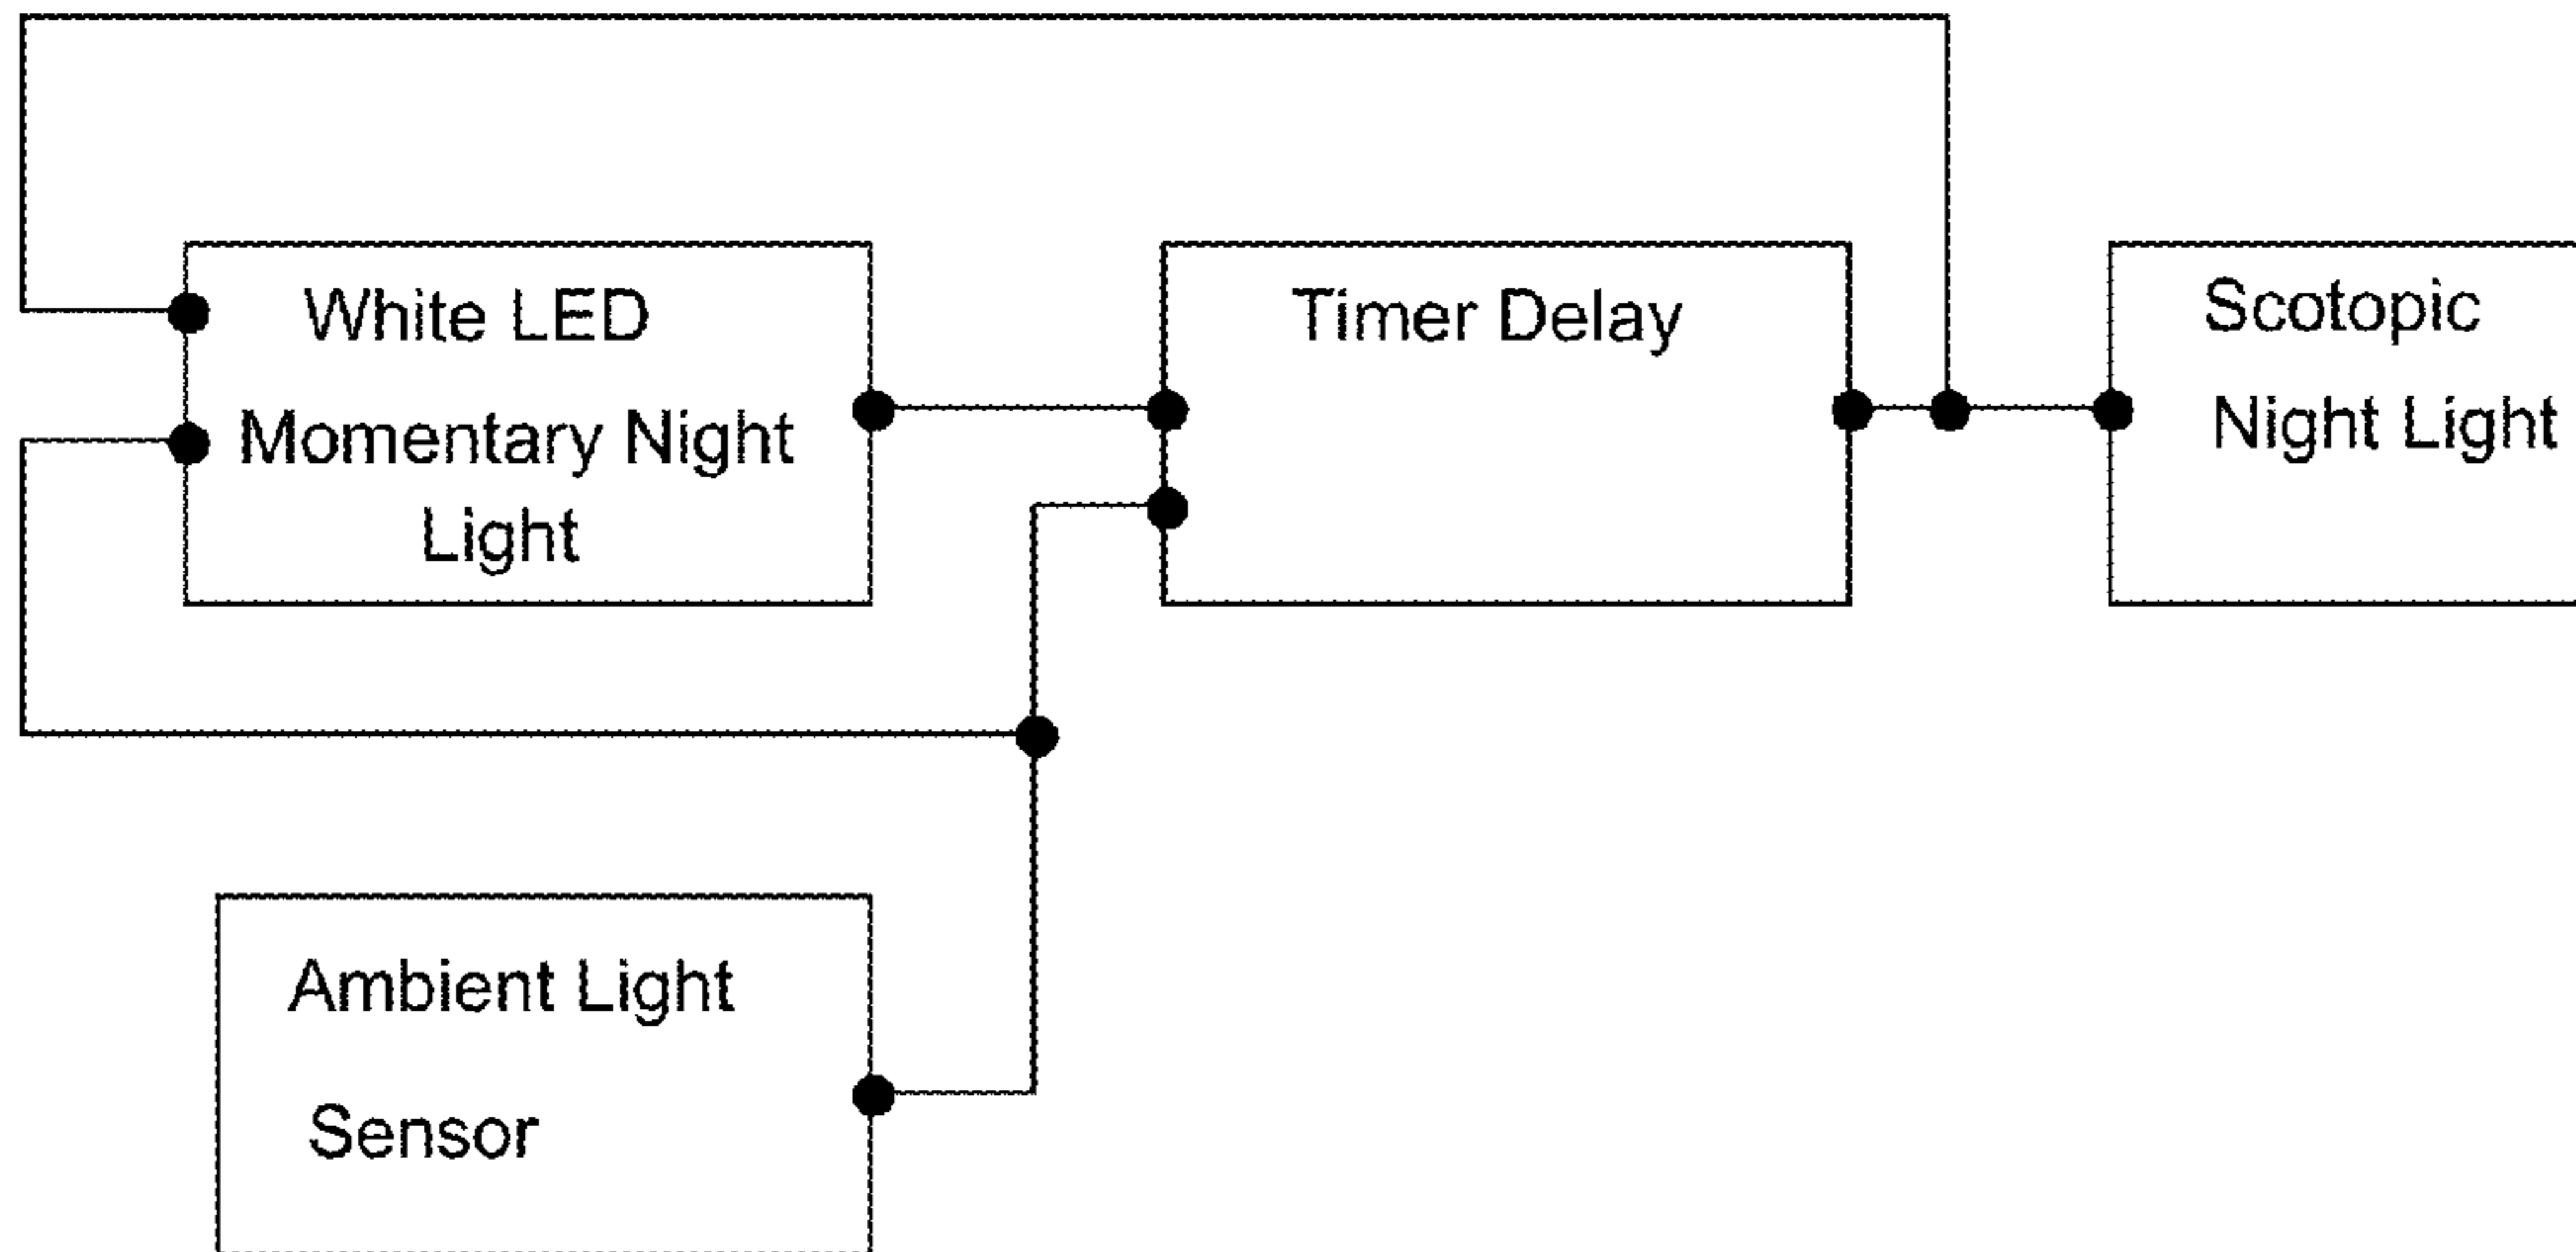 White LED
Momentary Night
Light
Timer Delay
Scotopic
Night Light
Ambient Light
Sensor